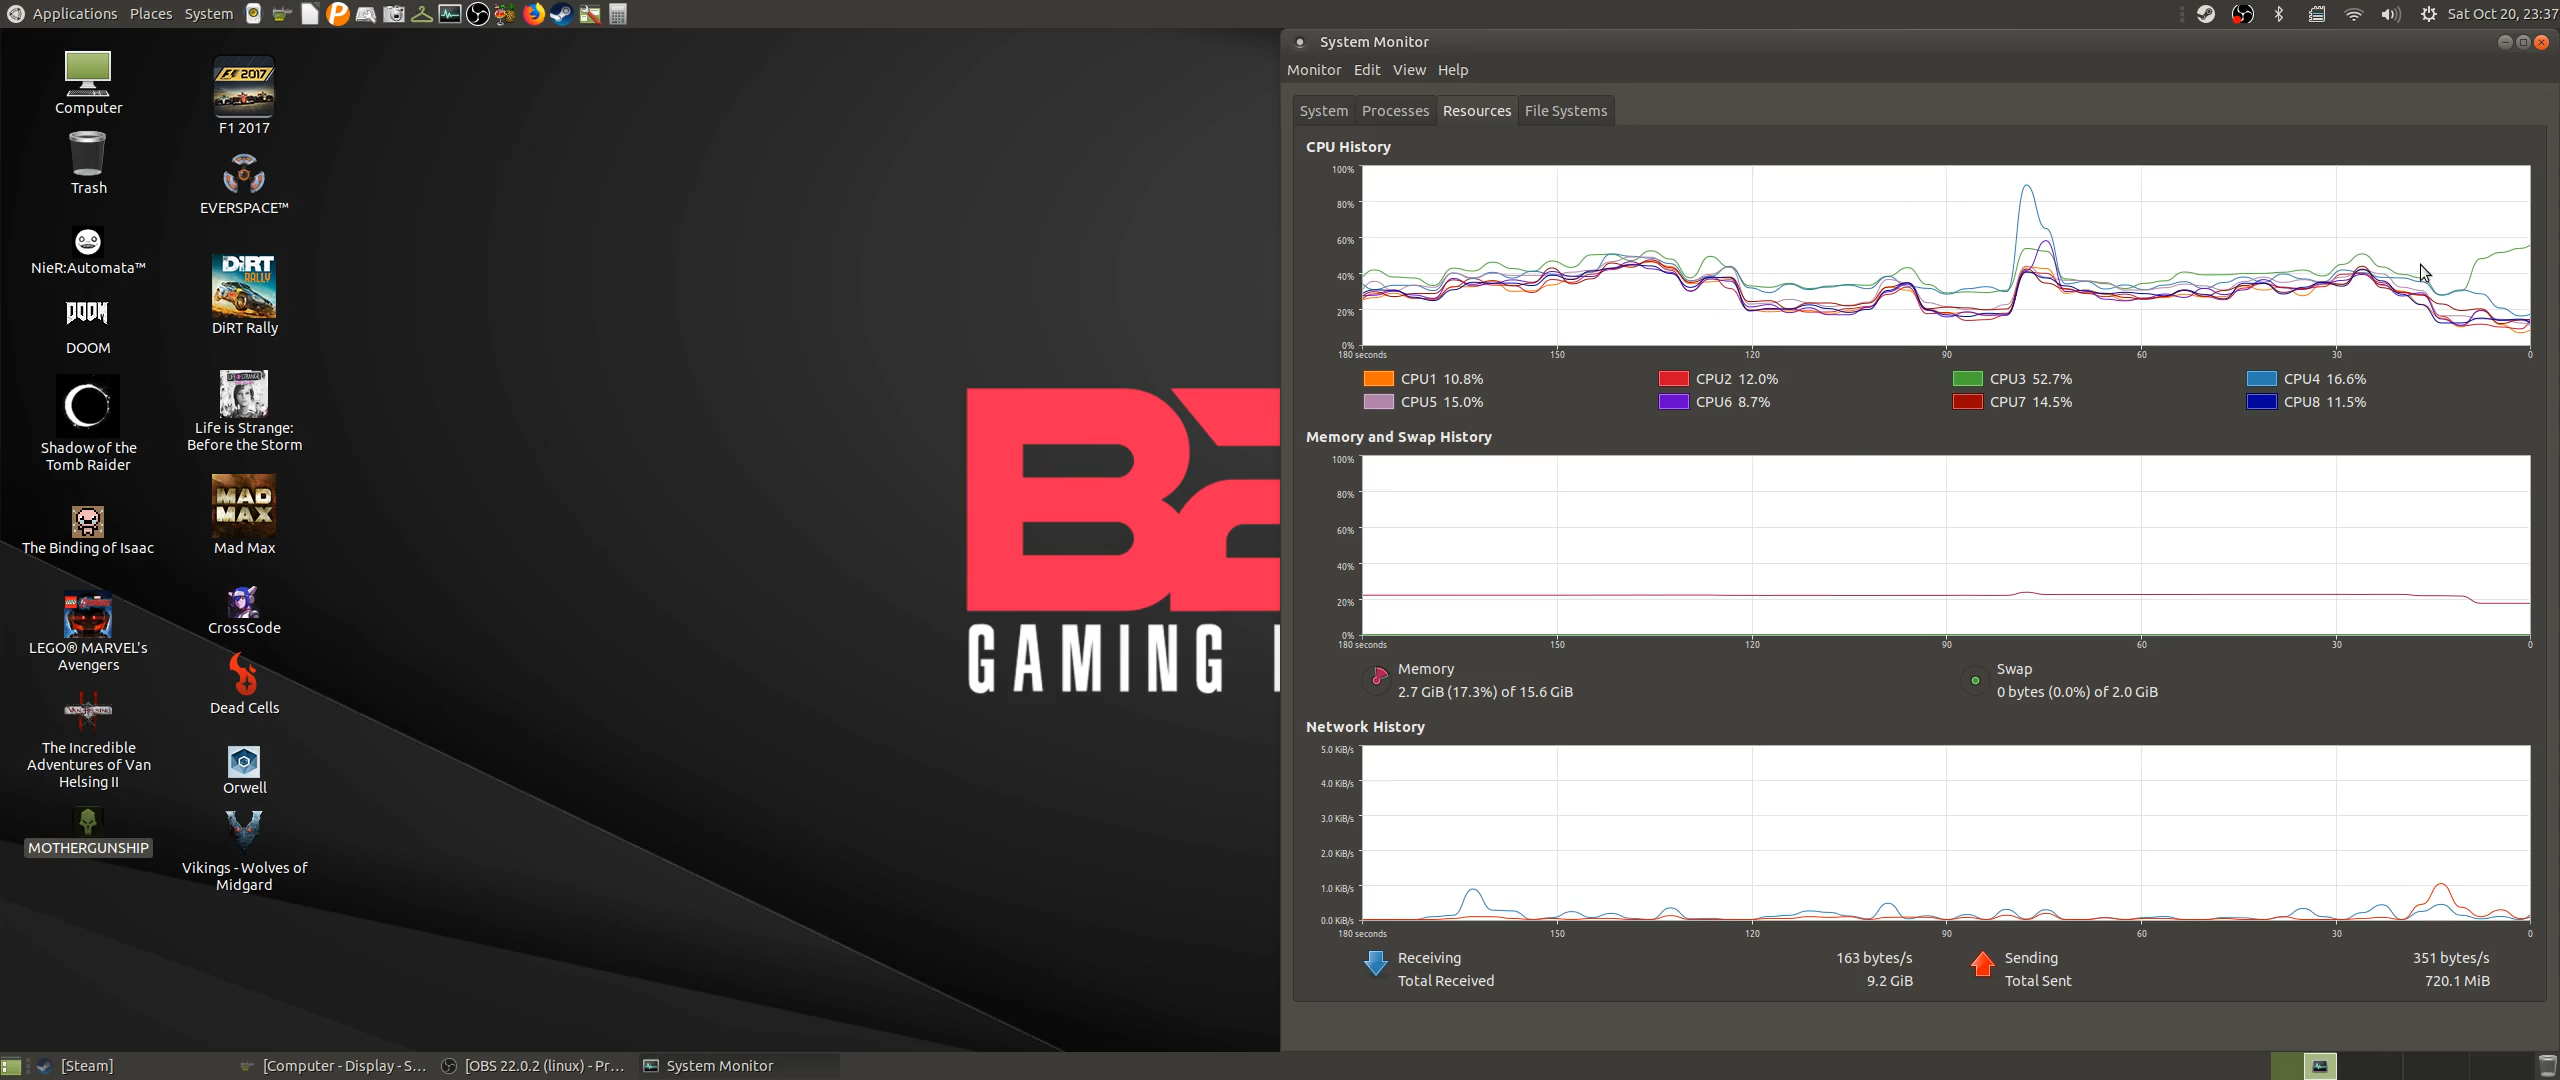 Applications Places System
Sat Oct 20, 23:37
Computer
Trash
NieR:Automata™
DOOM
DOOM
Shadow of the
Tomb Raider
The Binding of Isaac
LEGO® MARVEL's
Avengers
The Incredible
Adventures of Van
Helsing II
MOTHERGUNSHIP
F1 2017
F1 2017
EVERSPACE™
DiRT
RALLY
DiRT Rally
Life is Strange:
Before the Storm
MAD
MAX
Mad Max
CrossCode
Dead Cells
Orwell
Vikings - Wolves of
Midgard
GAMING
System Monitor
Monitor Edit View Help
System Processes Resources File Systems
CPU History
100%
80%
60%
40%
20%
0%
180 seconds 150 120 90 60 30 0
CPU1 10.8% CPU2 12.0% CPU3 52.7% CPU4 16.6%
CPU5 15.0% CPU6 8.7% CPU7 14.5% CPU8 11.5%
Memory and Swap History
100%
80%
60%
40%
20%
0%
180 seconds 150 120 90 60 30 0
Memory
2.7 GiB (17.3%) of 15.6 GiB
Swap
0 bytes (0.0%) of 2.0 GiB
Network History
5.0 KiB/s
4.0 KiB/s
3.0 KiB/s
2.0 KiB/s
1.0 KiB/s
0.0 KiB/s
180 seconds 150 120 90 60 30 0
Receiving 163 bytes/s Sending 351 bytes/s
Total Received 9.2 GiB Total Sent 720.1 MiB
[Steam] [Computer - Display - S... [OBS 22.0.2 (linux) - Pr... System Monitor